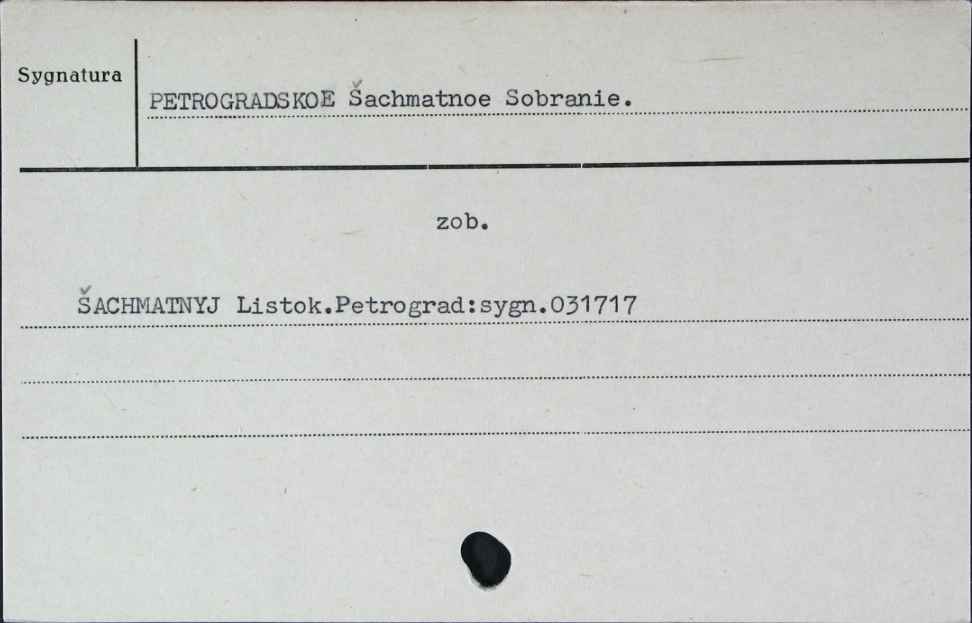 Sygnatura
PETROGRADSKOE Šachmatnoe Sobranie.
zob.
ŠACHMATNYJ Listok.Petrograd:sygn.031717